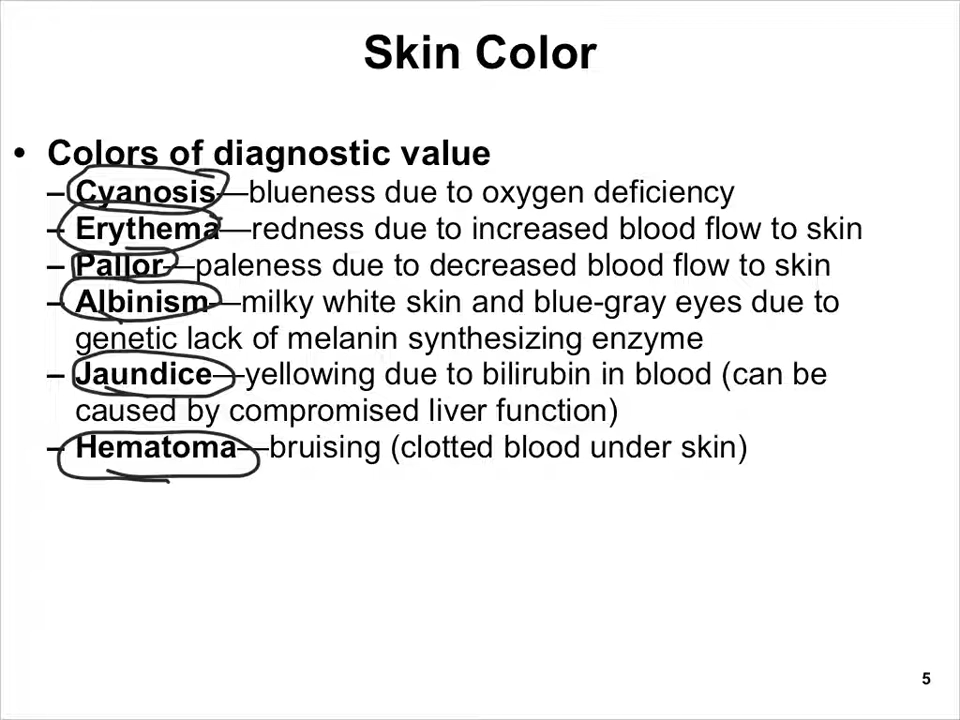 Skin Color
• Colors of diagnostic value
– Cyanosis—blueness due to oxygen deficiency
– Erythema—redness due to increased blood flow to skin
– Pallor—paleness due to decreased blood flow to skin
– Albinism—milky white skin and blue-gray eyes due to
genetic lack of melanin synthesizing enzyme
– Jaundice—yellowing due to bilirubin in blood (can be
caused by compromised liver function)
– Hematoma—bruising (clotted blood under skin)
5